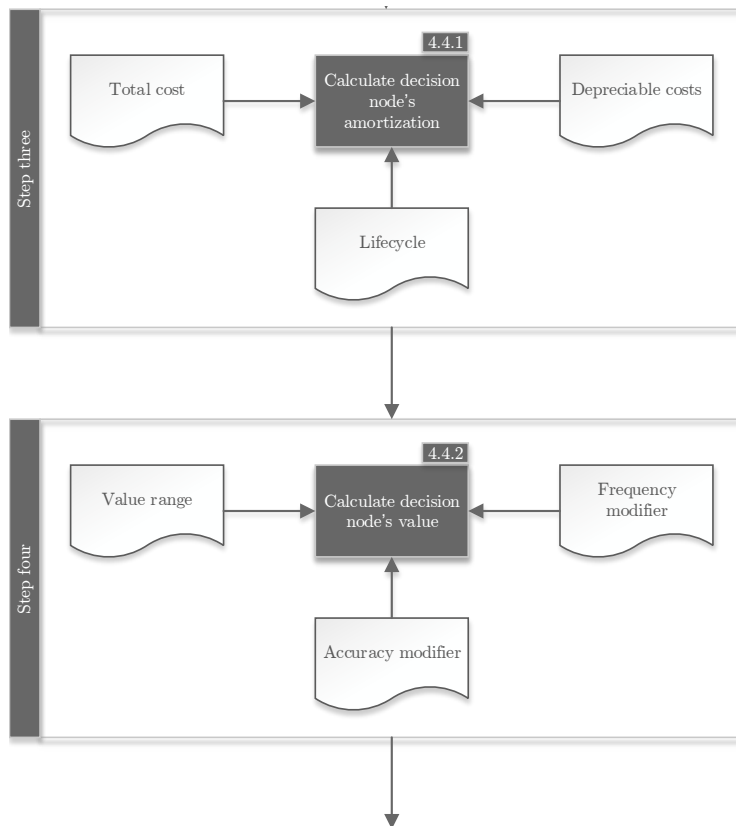 Step three
4.4.1
Total cost
Calculate decision
node's
amortization
Depreciable costs
Lifecycle
Step four
4.4.2
Value range
Calculate decision
node's value
Frequency
modifier
Accuracy modifier